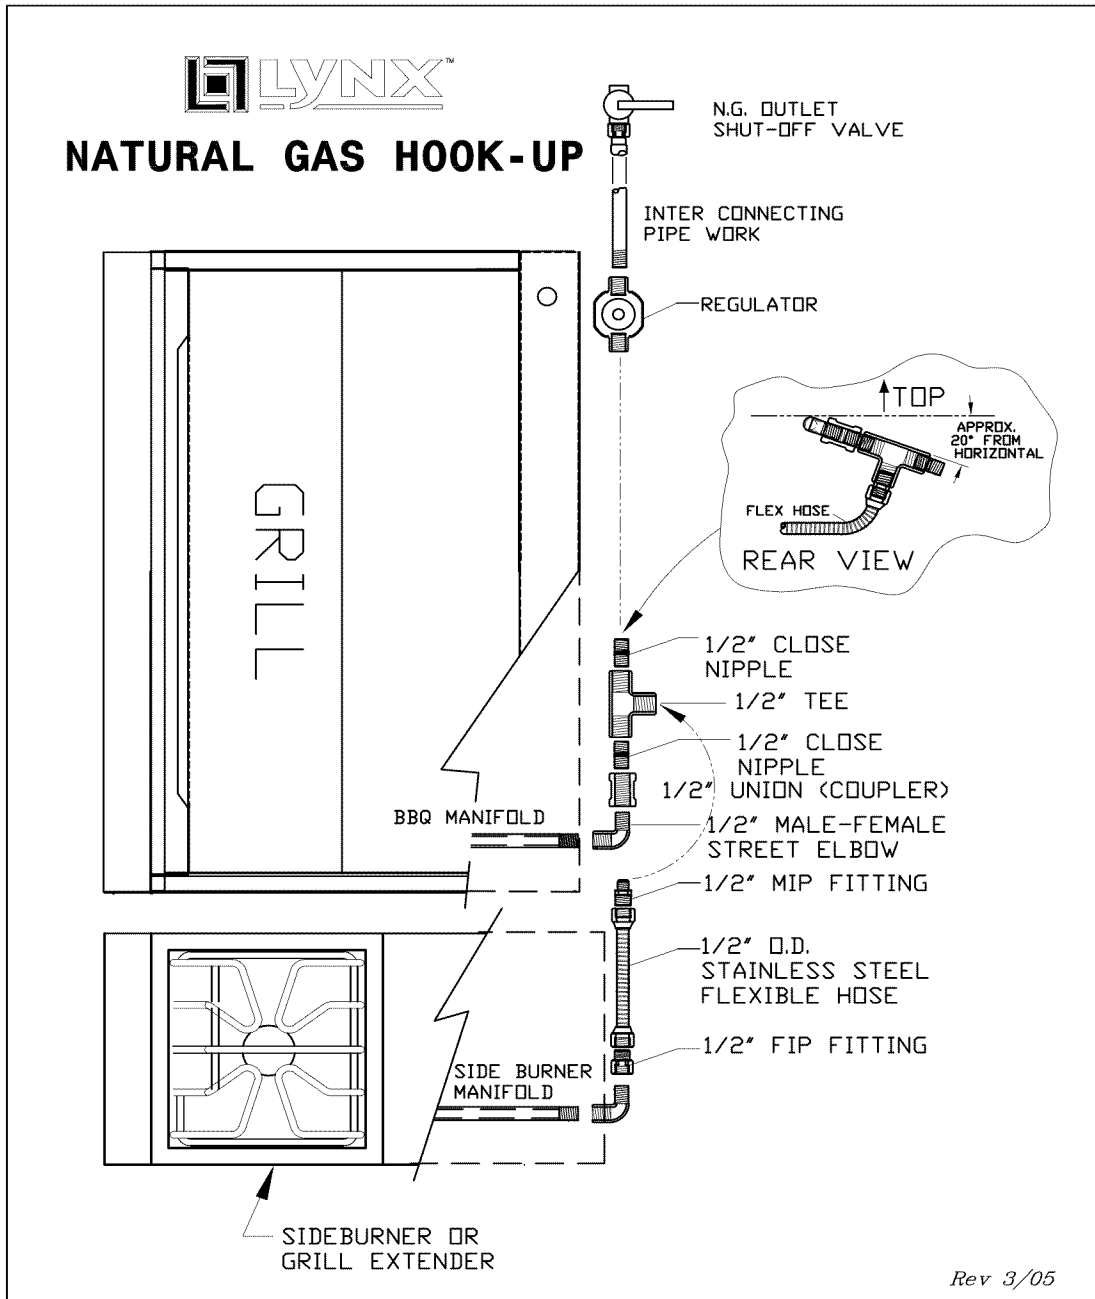 LYNX™
NATURAL GAS HOOK-UP
N.G. OUTLET
SHUT-OFF VALVE
INTER CONNECTING
PIPE WORK
REGULATOR
TOP
APPROX.
20° FROM
HORIZONTAL
FLEX HOSE
REAR VIEW
GRILL
1/2" CLOSE
NIPPLE
1/2" TEE
1/2" CLOSE
NIPPLE
1/2" UNION (COUPLER)
BBQ MANIFOLD
1/2" MALE-FEMALE
STREET ELBOW
1/2" MIP FITTING
1/2" O.D.
STAINLESS STEEL
FLEXIBLE HOSE
1/2" FIP FITTING
SIDE BURNER
MANIFOLD
SIDEBURNER OR
GRILL EXTENDER
Rev 3/05